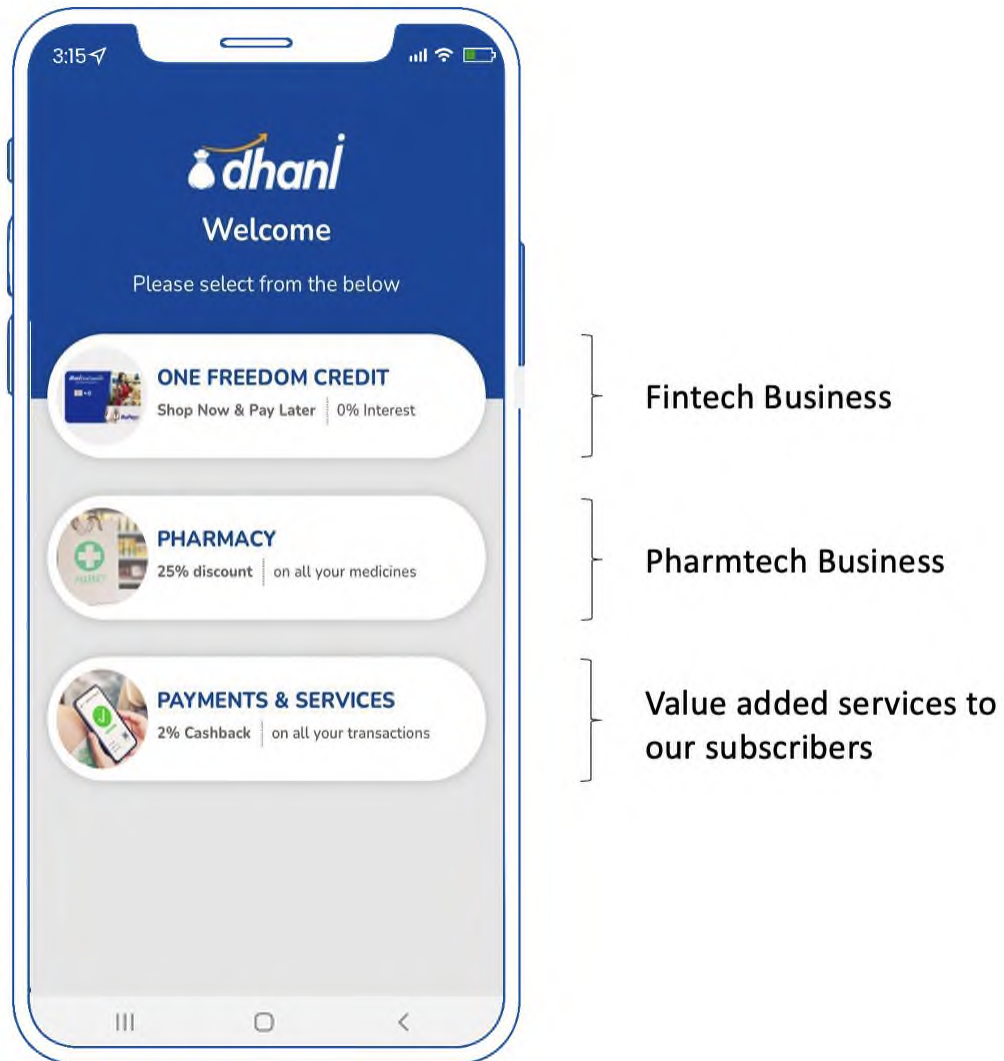 3:15
dhani
Welcome
Please select from the below
ONE FREEDOM CREDIT
Shop Now & Pay Later 0% Interest
Fintech Business
PHARMACY
25% discount on all your medicines
Pharmtech Business
PAYMENTS & SERVICES
2% Cashback on all your transactions
Value added services to
our subscribers